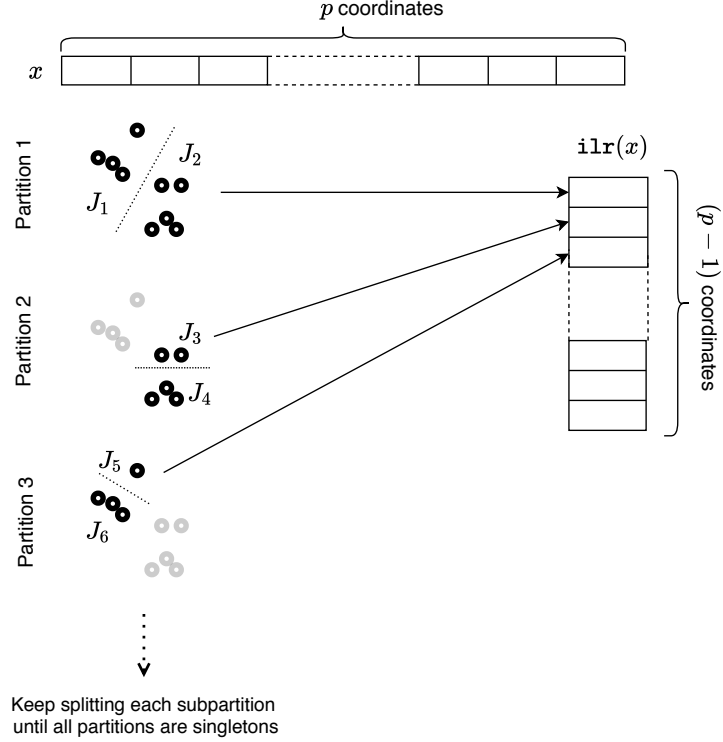 p coordinates
x
Partition 1
J₁
J₂
ilr(x)
(p − 1) coordinates
Partition 2
J₃
J₄
Partition 3
J₅
J₆
Keep splitting each subpartition
until all partitions are singletons